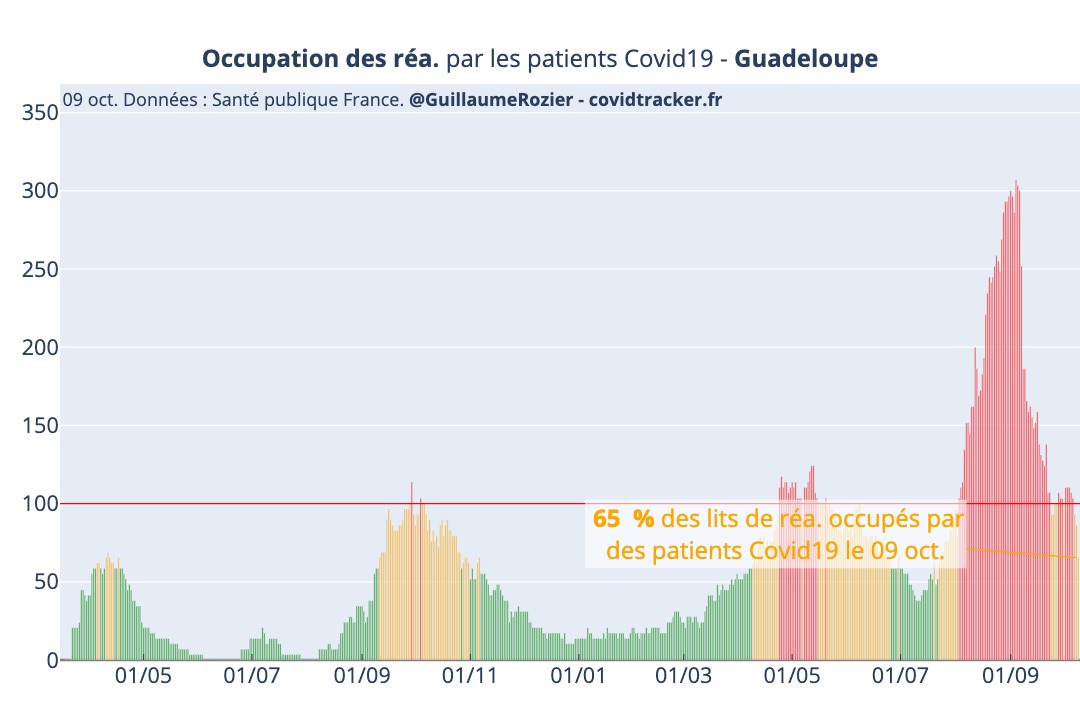 Occupation des réa. par les patients Covid19 - Guadeloupe
09 oct. Données : Santé publique France. @GuillaumeRozier - covidtracker.fr
350
300
250
200
150
100
50
0
65 % des lits de réa. occupés par
des patients Covid19 le 09 oct.
01/05 01/07 01/09 01/11 01/01 01/03 01/05 01/07 01/09